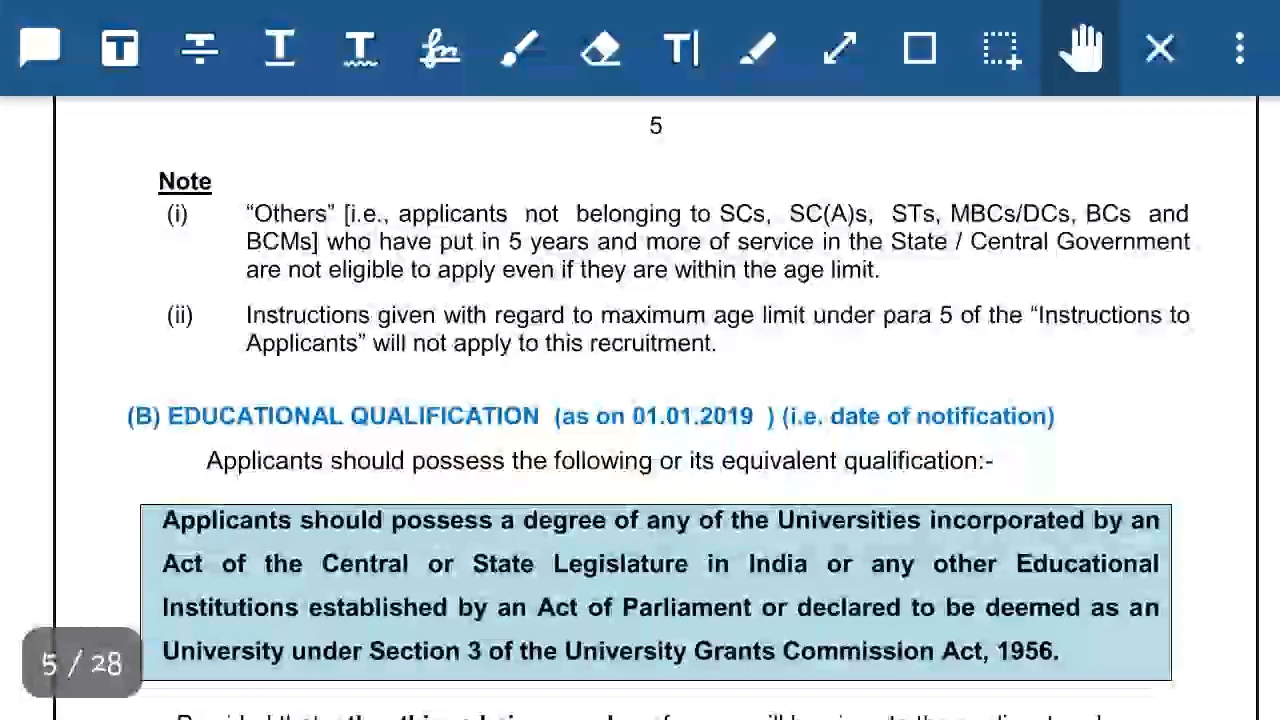 5
Note
(i) “Others” [i.e., applicants not belonging to SCs, SC(A)s, STs, MBCs/DCs, BCs and
BCMs] who have put in 5 years and more of service in the State / Central Government
are not eligible to apply even if they are within the age limit.
(ii) Instructions given with regard to maximum age limit under para 5 of the “Instructions to
Applicants” will not apply to this recruitment.
(B) EDUCATIONAL QUALIFICATION (as on 01.01.2019 ) (i.e. date of notification)
Applicants should possess the following or its equivalent qualification:-
Applicants should possess a degree of any of the Universities incorporated by an
Act of the Central or State Legislature in India or any other Educational
Institutions established by an Act of Parliament or declared to be deemed as an
University under Section 3 of the University Grants Commission Act, 1956.
5 / 28